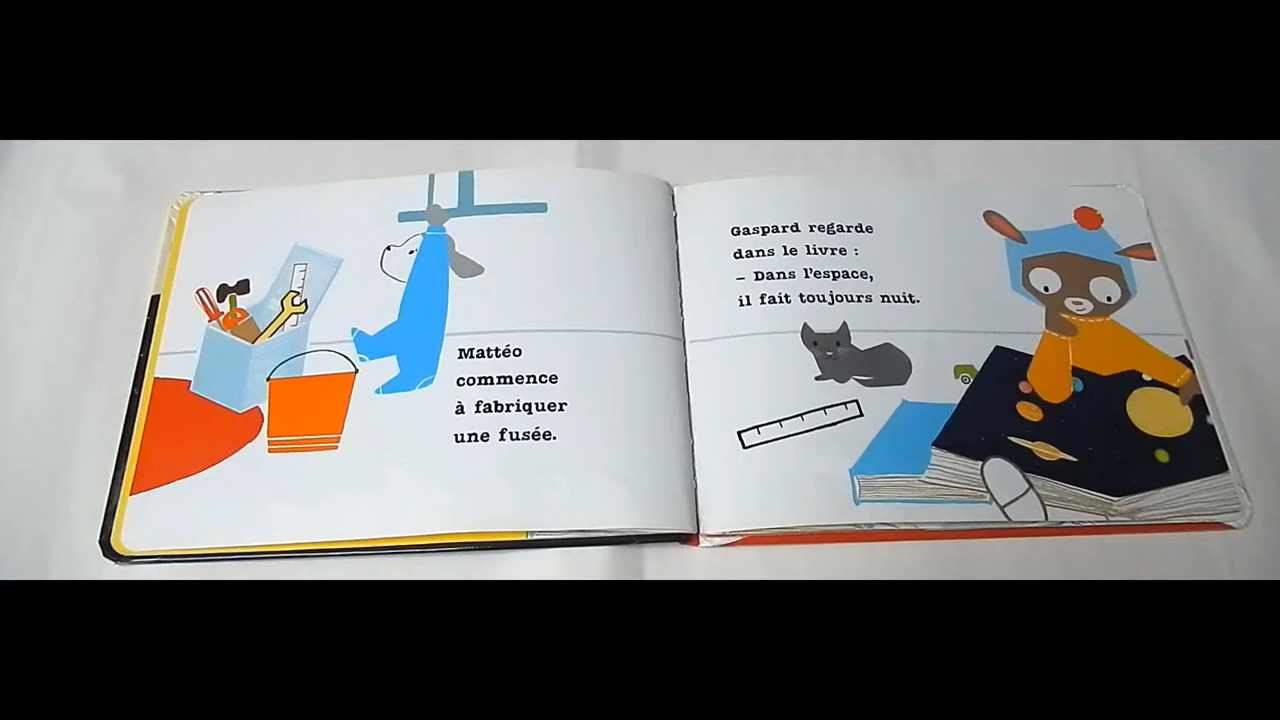 Mattéo
commence
à fabriquer
une fusée.
Gaspard regarde
dans le livre :
– Dans l'espace,
il fait toujours nuit.